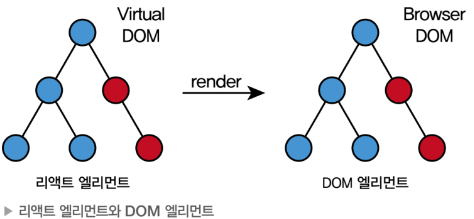 Virtual
DOM
Browser
DOM
render
리액트 엘리먼트
DOM 엘리먼트
▶ 리액트 엘리먼트와 DOM 엘리먼트